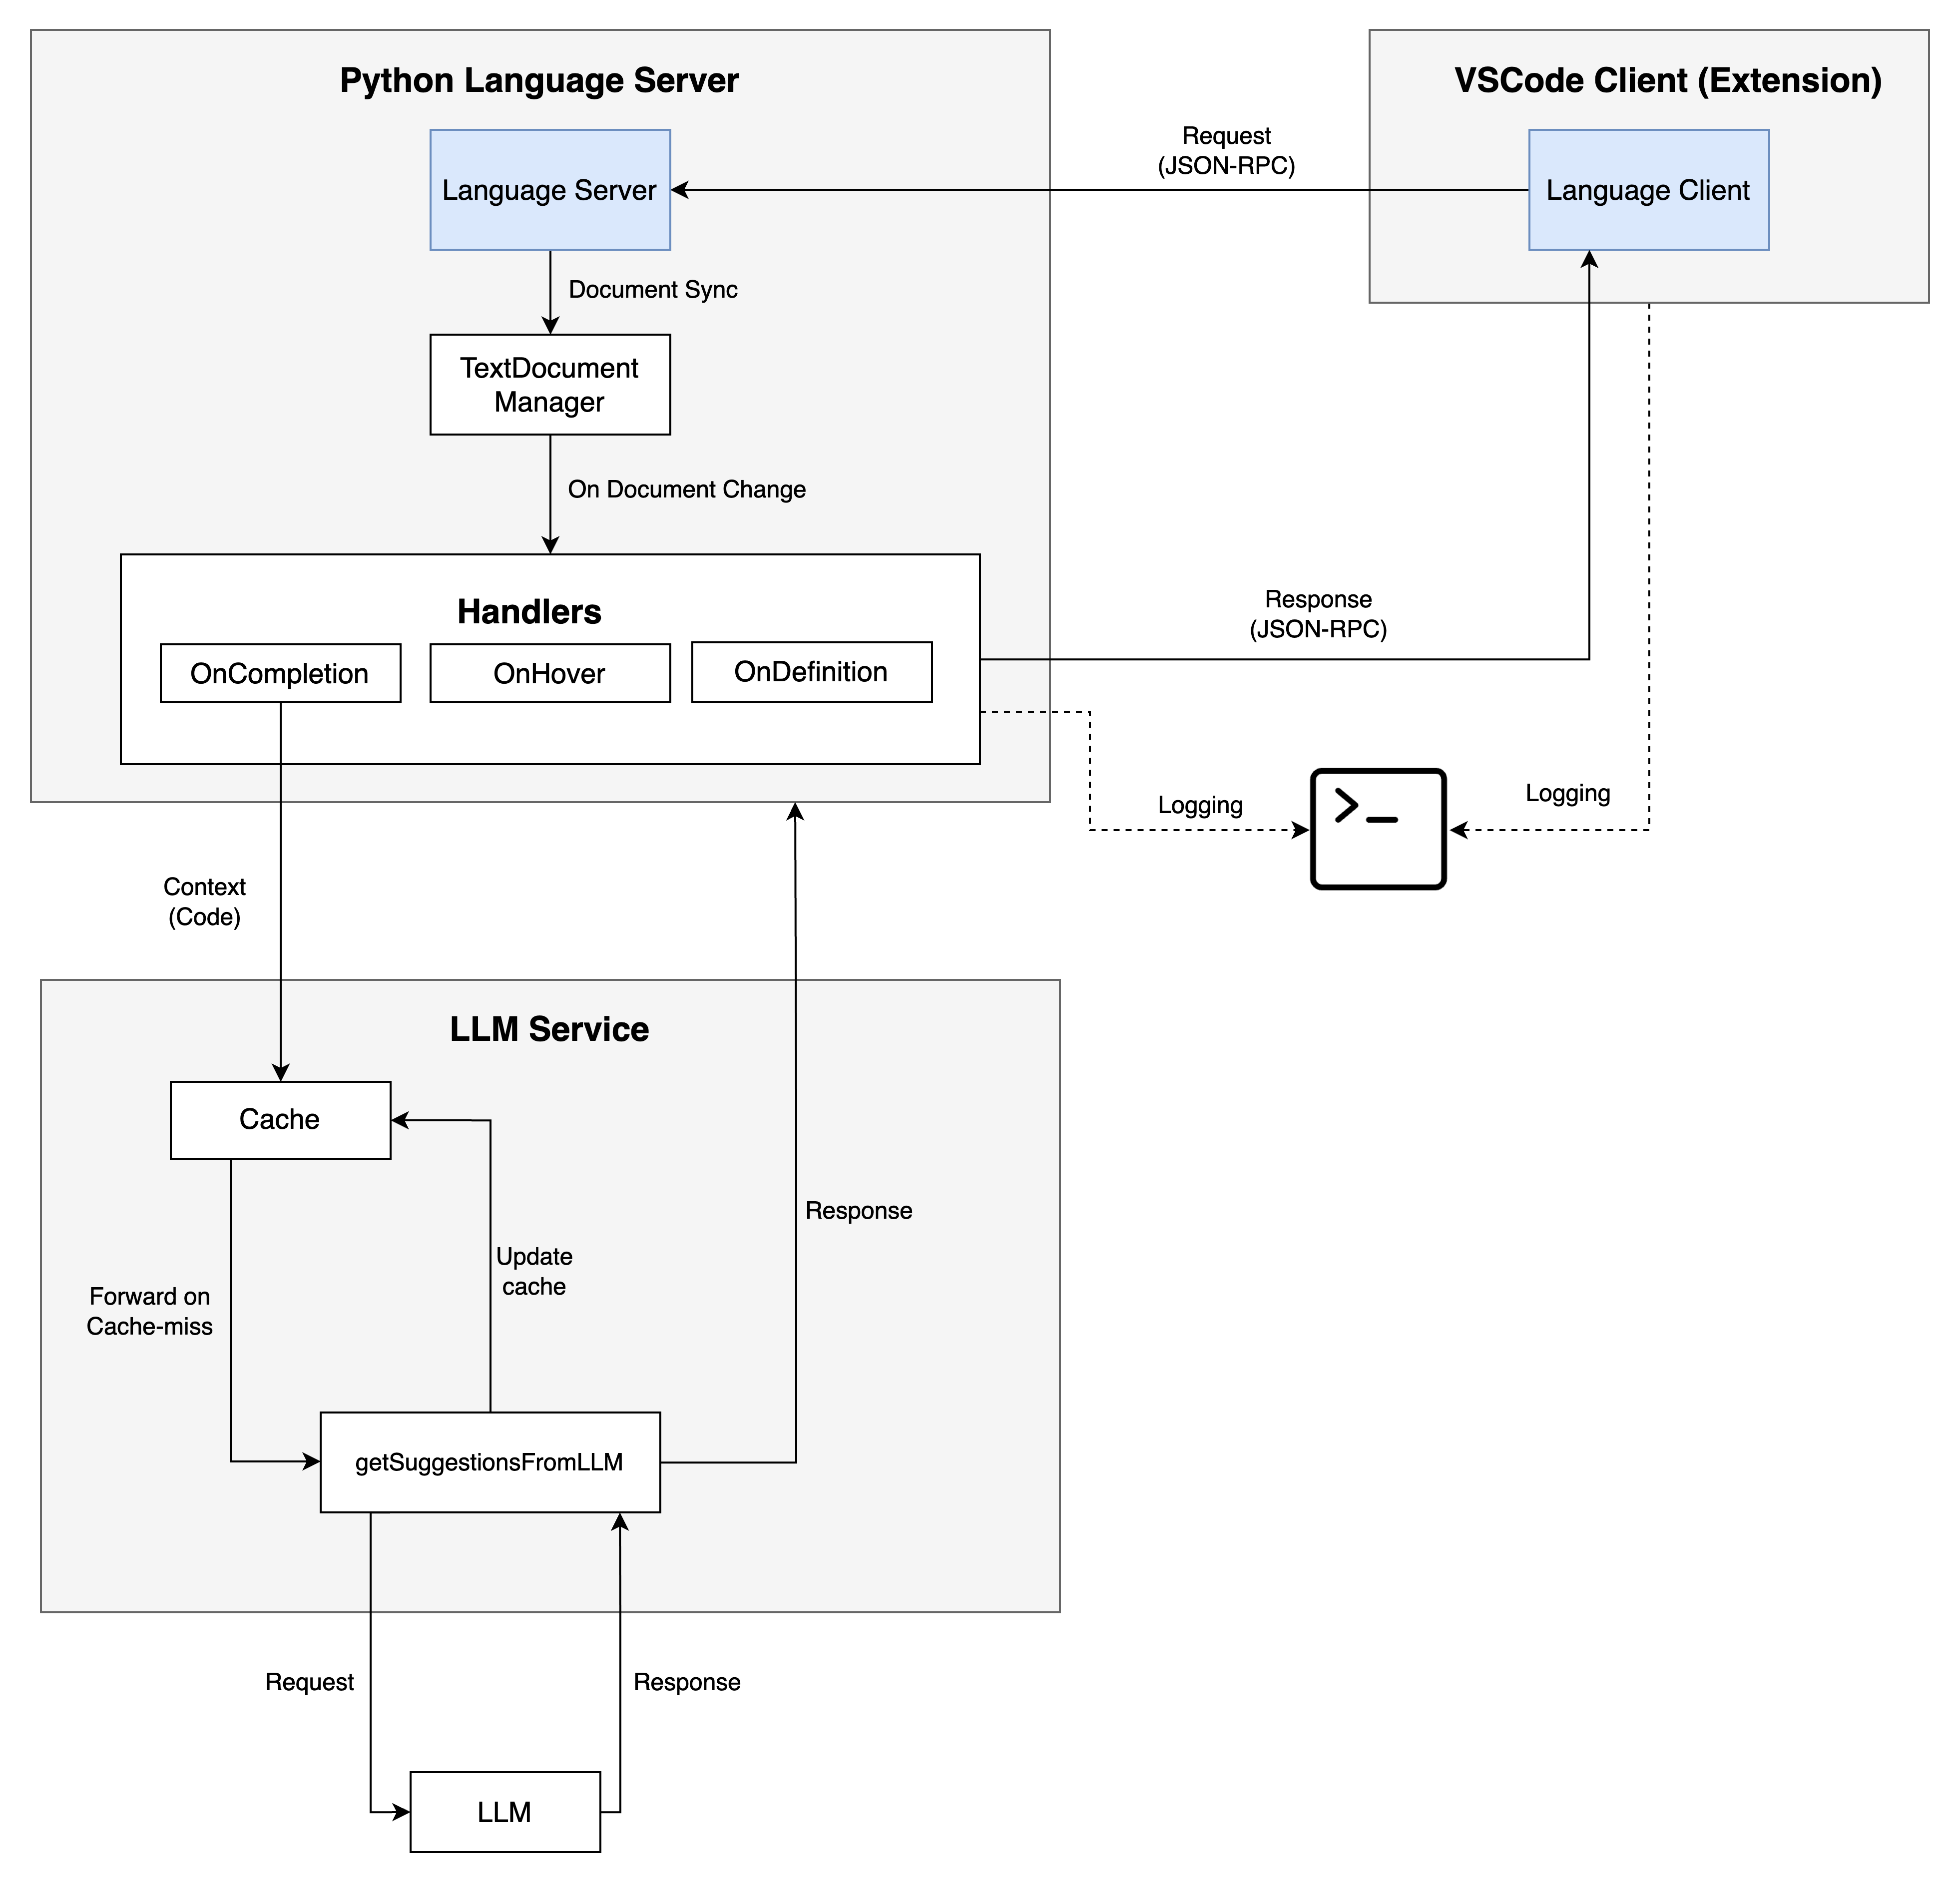 Python Language Server
VSCode Client (Extension)
Language Server
Request
(JSON-RPC)
Language Client
Document Sync
TextDocument
Manager
On Document Change
Handlers
OnCompletion
OnHover
OnDefinition
Response
(JSON-RPC)
Logging
Logging
>_
Context
(Code)
LLM Service
Cache
Response
Update
cache
Forward on
Cache-miss
getSuggestionsFromLLM
Request
Response
LLM